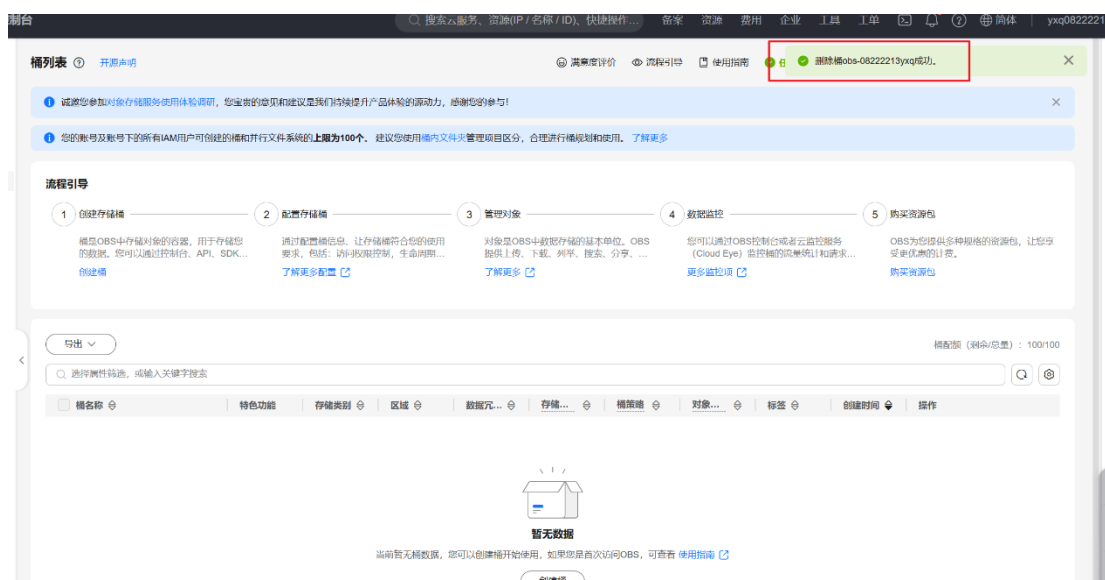 制台 搜索云服务、资源(IP / 名称 / ID)、快捷操作... 备案 资源 费用 企业 工具 工单 简体 yxq0822221
桶列表 开源声明 满意度评价 流程引导 使用指南 删除桶obs-08222213yxq成功。
诚邀您参加对象存储服务使用体验调研，您宝贵的意见和建议是我们持续提升产品体验的源动力，感谢您的参与！
您的账号及账号下的所有IAM用户可创建的桶和并行文件系统的上限为100个。 建议您使用桶内文件夹管理项目区分，合理进行桶规划和使用。 了解更多
流程引导
1 创建存储桶 2 配置存储桶 3 管理对象 4 数据监控 5 购买资源包
桶是OBS中存储对象的容器，用于存储您 通过配置桶信息、让存储桶符合您的使用 对象是OBS中数据存储的基本单位。OBS 您可以通过OBS控制台或者云监控服务 OBS为您提供多种规格的资源包，让您享
的数据。您可以通过控制台、API、SDK... 要求，包括：访问权限控制，生命周期... 提供上传、下载、列举、搜索、分享、... （Cloud Eye）监控桶的流量统计和请求... 受更优惠的计费。
创建桶 了解更多配置 了解更多 更多监控项 购买资源包
导出 桶配额（剩余/总量）：100/100
选择属性筛选，或输入关键字搜索
桶名称 特色功能 存储类别 区域 数据冗... 存储... 桶策略 对象... 标签 创建时间 操作
暂无数据
当前暂无桶数据，您可以创建桶开始使用，如果您是首次访问OBS，可查看 使用指南
创建桶